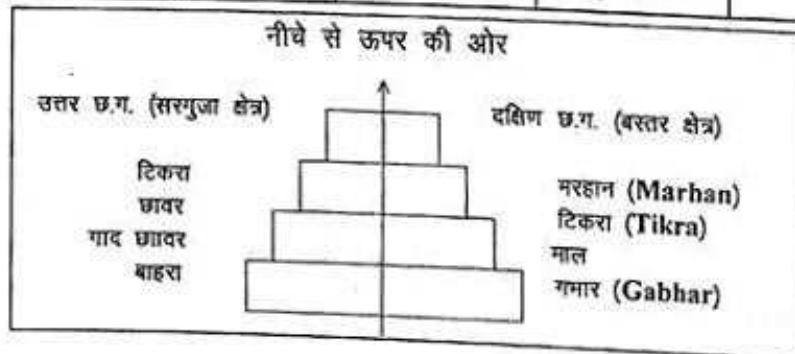 नीचे से ऊपर की ओर
उत्तर छ.ग. (सरगुजा क्षेत्र)
दक्षिण छ.ग. (बस्तर क्षेत्र)
टिकरा
छावर
गाद छाावर
बाहरा
मरहान (Marhan)
टिकरा (Tikra)
माल
गभार (Gabhar)